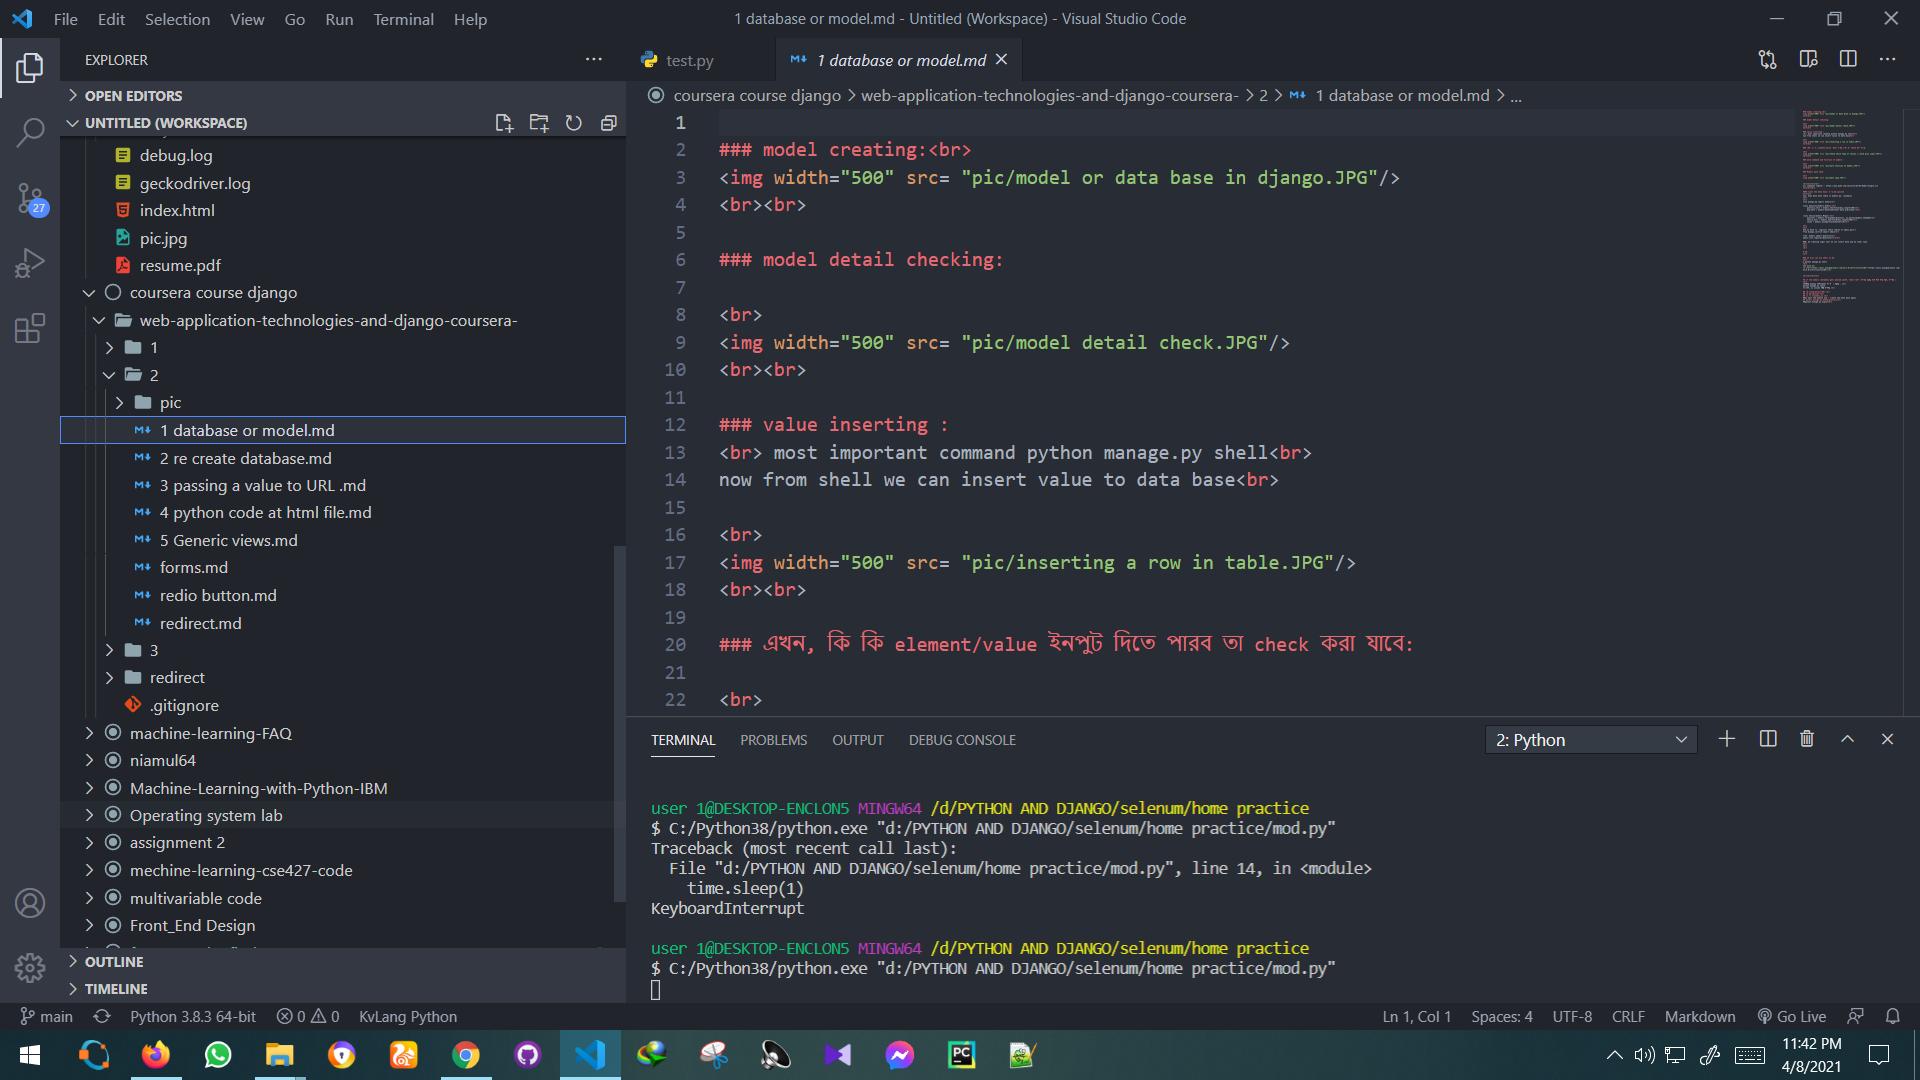 File Edit Selection View Go Run Terminal Help
1 database or model.md - Untitled (Workspace) - Visual Studio Code
EXPLORER
OPEN EDITORS
UNTITLED (WORKSPACE)
debug.log
geckodriver.log
index.html
pic.jpg
resume.pdf
coursera course django
web-application-technologies-and-django-coursera-
1
2
pic
1 database or model.md
2 re create database.md
3 passing a value to URL .md
4 python code at html file.md
5 Generic views.md
forms.md
redio button.md
redirect.md
3
redirect
.gitignore
machine-learning-FAQ
niamul64
Machine-Learning-with-Python-IBM
Operating system lab
assignment 2
mechine-learning-cse427-code
multivariable code
Front_End Design
OUTLINE
TIMELINE
27
test.py
1 database or model.md
coursera course django > web-application-technologies-and-django-coursera- > 2 > 1 database or model.md > ...
1
2 ### model creating:<br>
3 <img width="500" src= "pic/model or data base in django.JPG"/>
4 <br><br>
5
6 ### model detail checking:
7
8 <br>
9 <img width="500" src= "pic/model detail check.JPG"/>
10 <br><br>
11
12 ### value inserting :
13 <br> most important command python manage.py shell<br>
14 now from shell we can insert value to data base<br>
15
16 <br>
17 <img width="500" src= "pic/inserting a row in table.JPG"/>
18 <br><br>
19
20 ### এখন, কি কি element/value ইনপুট দিতে পারব তা check করা যাবে:
21
22 <br>
TERMINAL PROBLEMS OUTPUT DEBUG CONSOLE
2: Python
user 1@DESKTOP-ENCLON5 MINGW64 /d/PYTHON AND DJANGO/selenum/home practice
$ C:/Python38/python.exe "d:/PYTHON AND DJANGO/selenum/home practice/mod.py"
Traceback (most recent call last):
File "d:/PYTHON AND DJANGO/selenum/home practice/mod.py", line 14, in <module>
time.sleep(1)
KeyboardInterrupt
user 1@DESKTOP-ENCLON5 MINGW64 /d/PYTHON AND DJANGO/selenum/home practice
$ C:/Python38/python.exe "d:/PYTHON AND DJANGO/selenum/home practice/mod.py"
main Python 3.8.3 64-bit 0 0 KvLang Python
Ln 1, Col 1 Spaces: 4 UTF-8 CRLF Markdown Go Live
PC
11:42 PM
4/8/2021